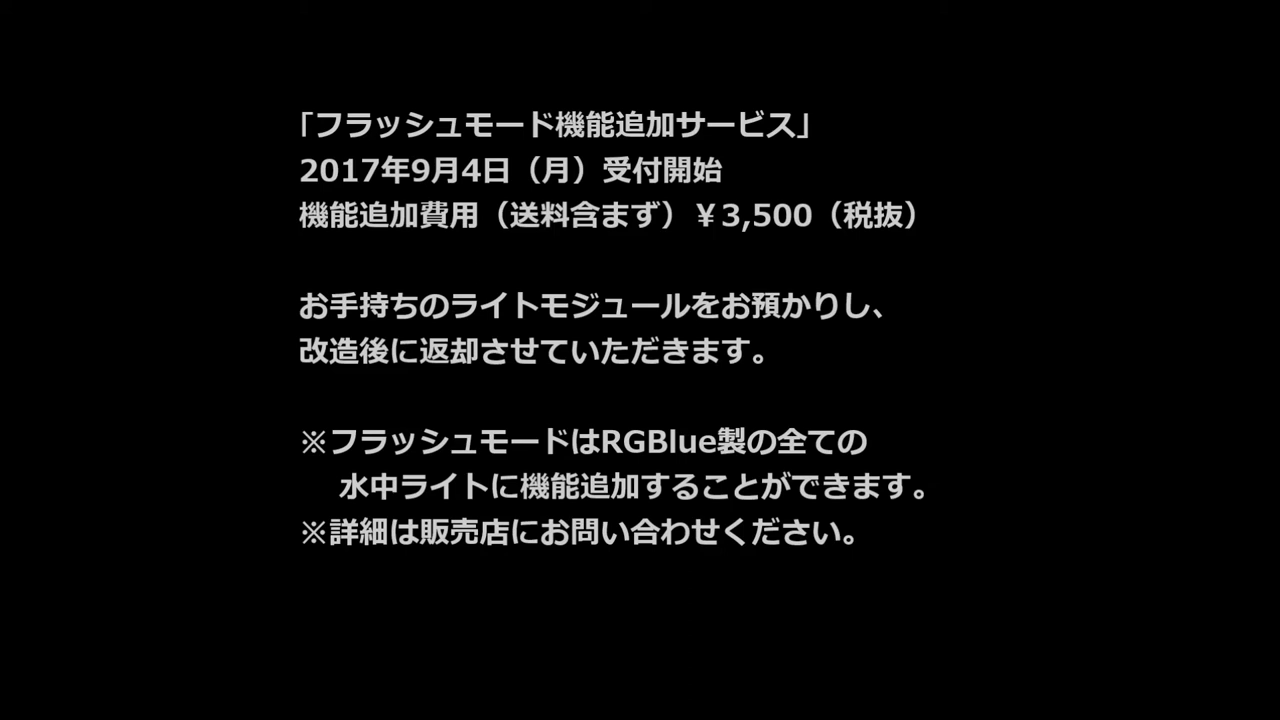 「フラッシュモード機能追加サービス」
2017年9月4日（月）受付開始
機能追加費用（送料含まず）￥3,500（税抜）
お手持ちのライトモジュールをお預かりし、
改造後に返却させていただきます。
※フラッシュモードはRGBlue製の全ての
水中ライトに機能追加することができます。
※詳細は販売店にお問い合わせください。